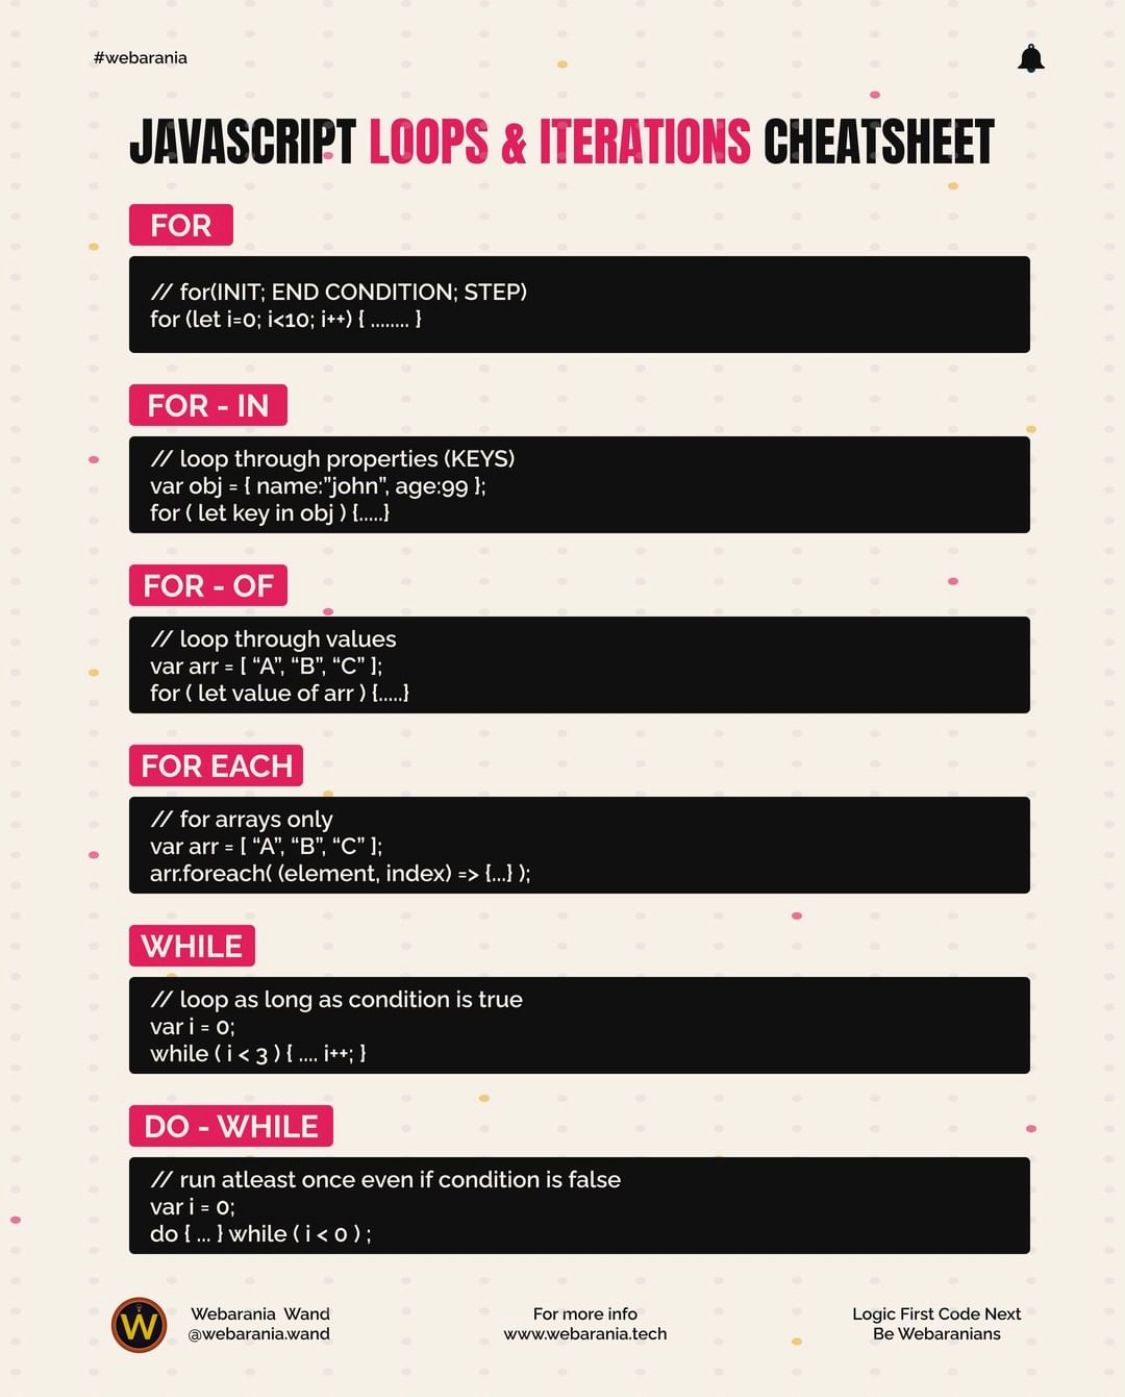 #webarania
JAVASCRIPT LOOPS & ITERATIONS CHEATSHEET
FOR
// for(INIT; END CONDITION; STEP)
for (let i=0; i<10; i++) { ........ }
FOR - IN
// loop through properties (KEYS)
var obj = { name:”john”, age:99 };
for ( let key in obj ) {.....}
FOR - OF
// loop through values
var arr = [ “A”, “B”, “C” ];
for ( let value of arr ) {.....}
FOR EACH
// for arrays only
var arr = [ “A”, “B”, “C” ];
arr.foreach( (element, index) => {...} );
WHILE
// loop as long as condition is true
var i = 0;
while ( i < 3 ) { .... i++; }
DO - WHILE
// run atleast once even if condition is false
var i = 0;
do { ... } while ( i < 0 ) ;
W
Webarania Wand
@webarania.wand
For more info
www.webarania.tech
Logic First Code Next
Be Webaranians